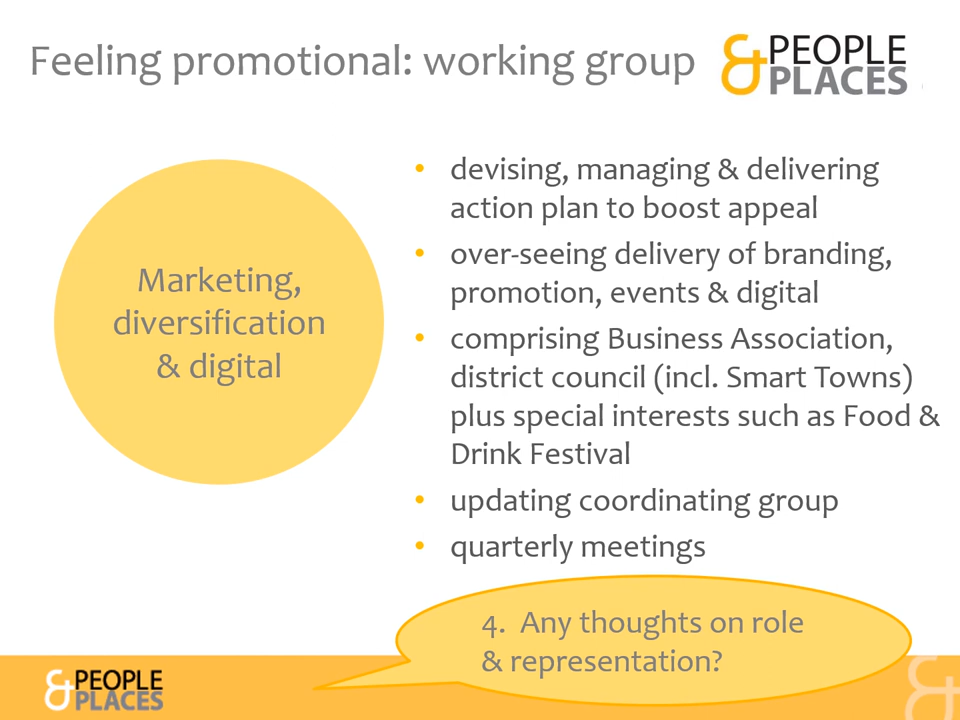 Feeling promotional: working group
& PEOPLE
PLACES
Marketing,
diversification
& digital
• devising, managing & delivering
action plan to boost appeal
• over-seeing delivery of branding,
promotion, events & digital
• comprising Business Association,
district council (incl. Smart Towns)
plus special interests such as Food &
Drink Festival
• updating coordinating group
• quarterly meetings
4. Any thoughts on role
& representation?
& PEOPLE
PLACES
&